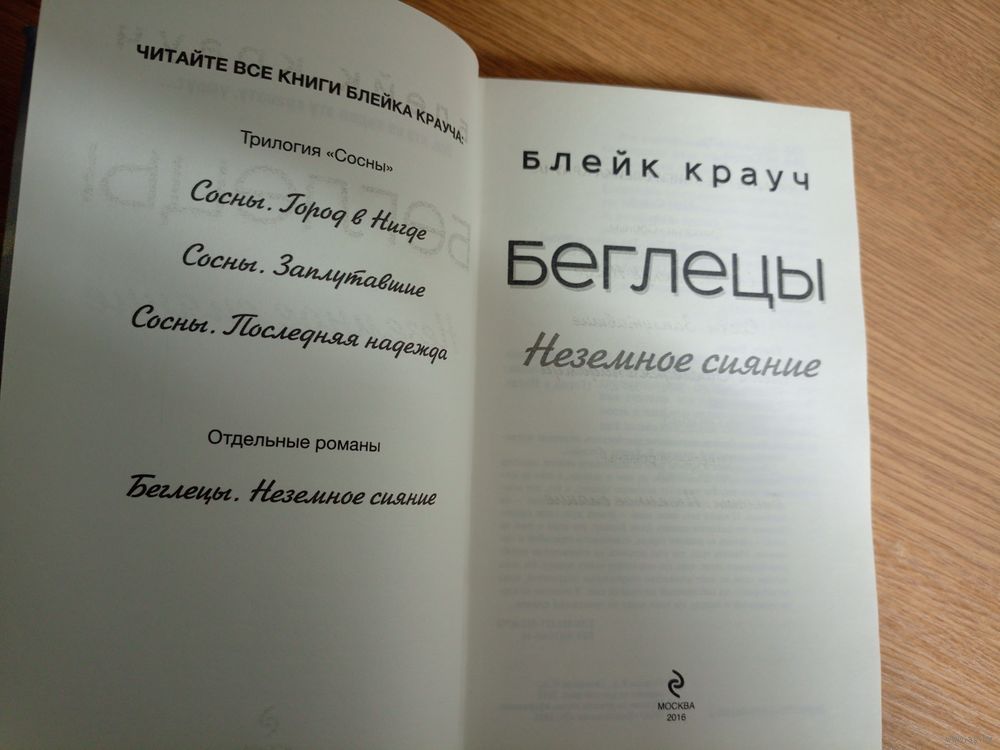 ЧИТАЙТЕ ВСЕ КНИГИ БЛЕЙКА КРАУЧА:
Трилогия «Сосны»
Сосны. Город в Нигде
Сосны. Заплутавшие
Сосны. Последняя надежда
Отдельные романы
Беглецы. Неземное сияние
Блейк Крауч
Беглецы
Неземное сияние
МОСКВА
2016